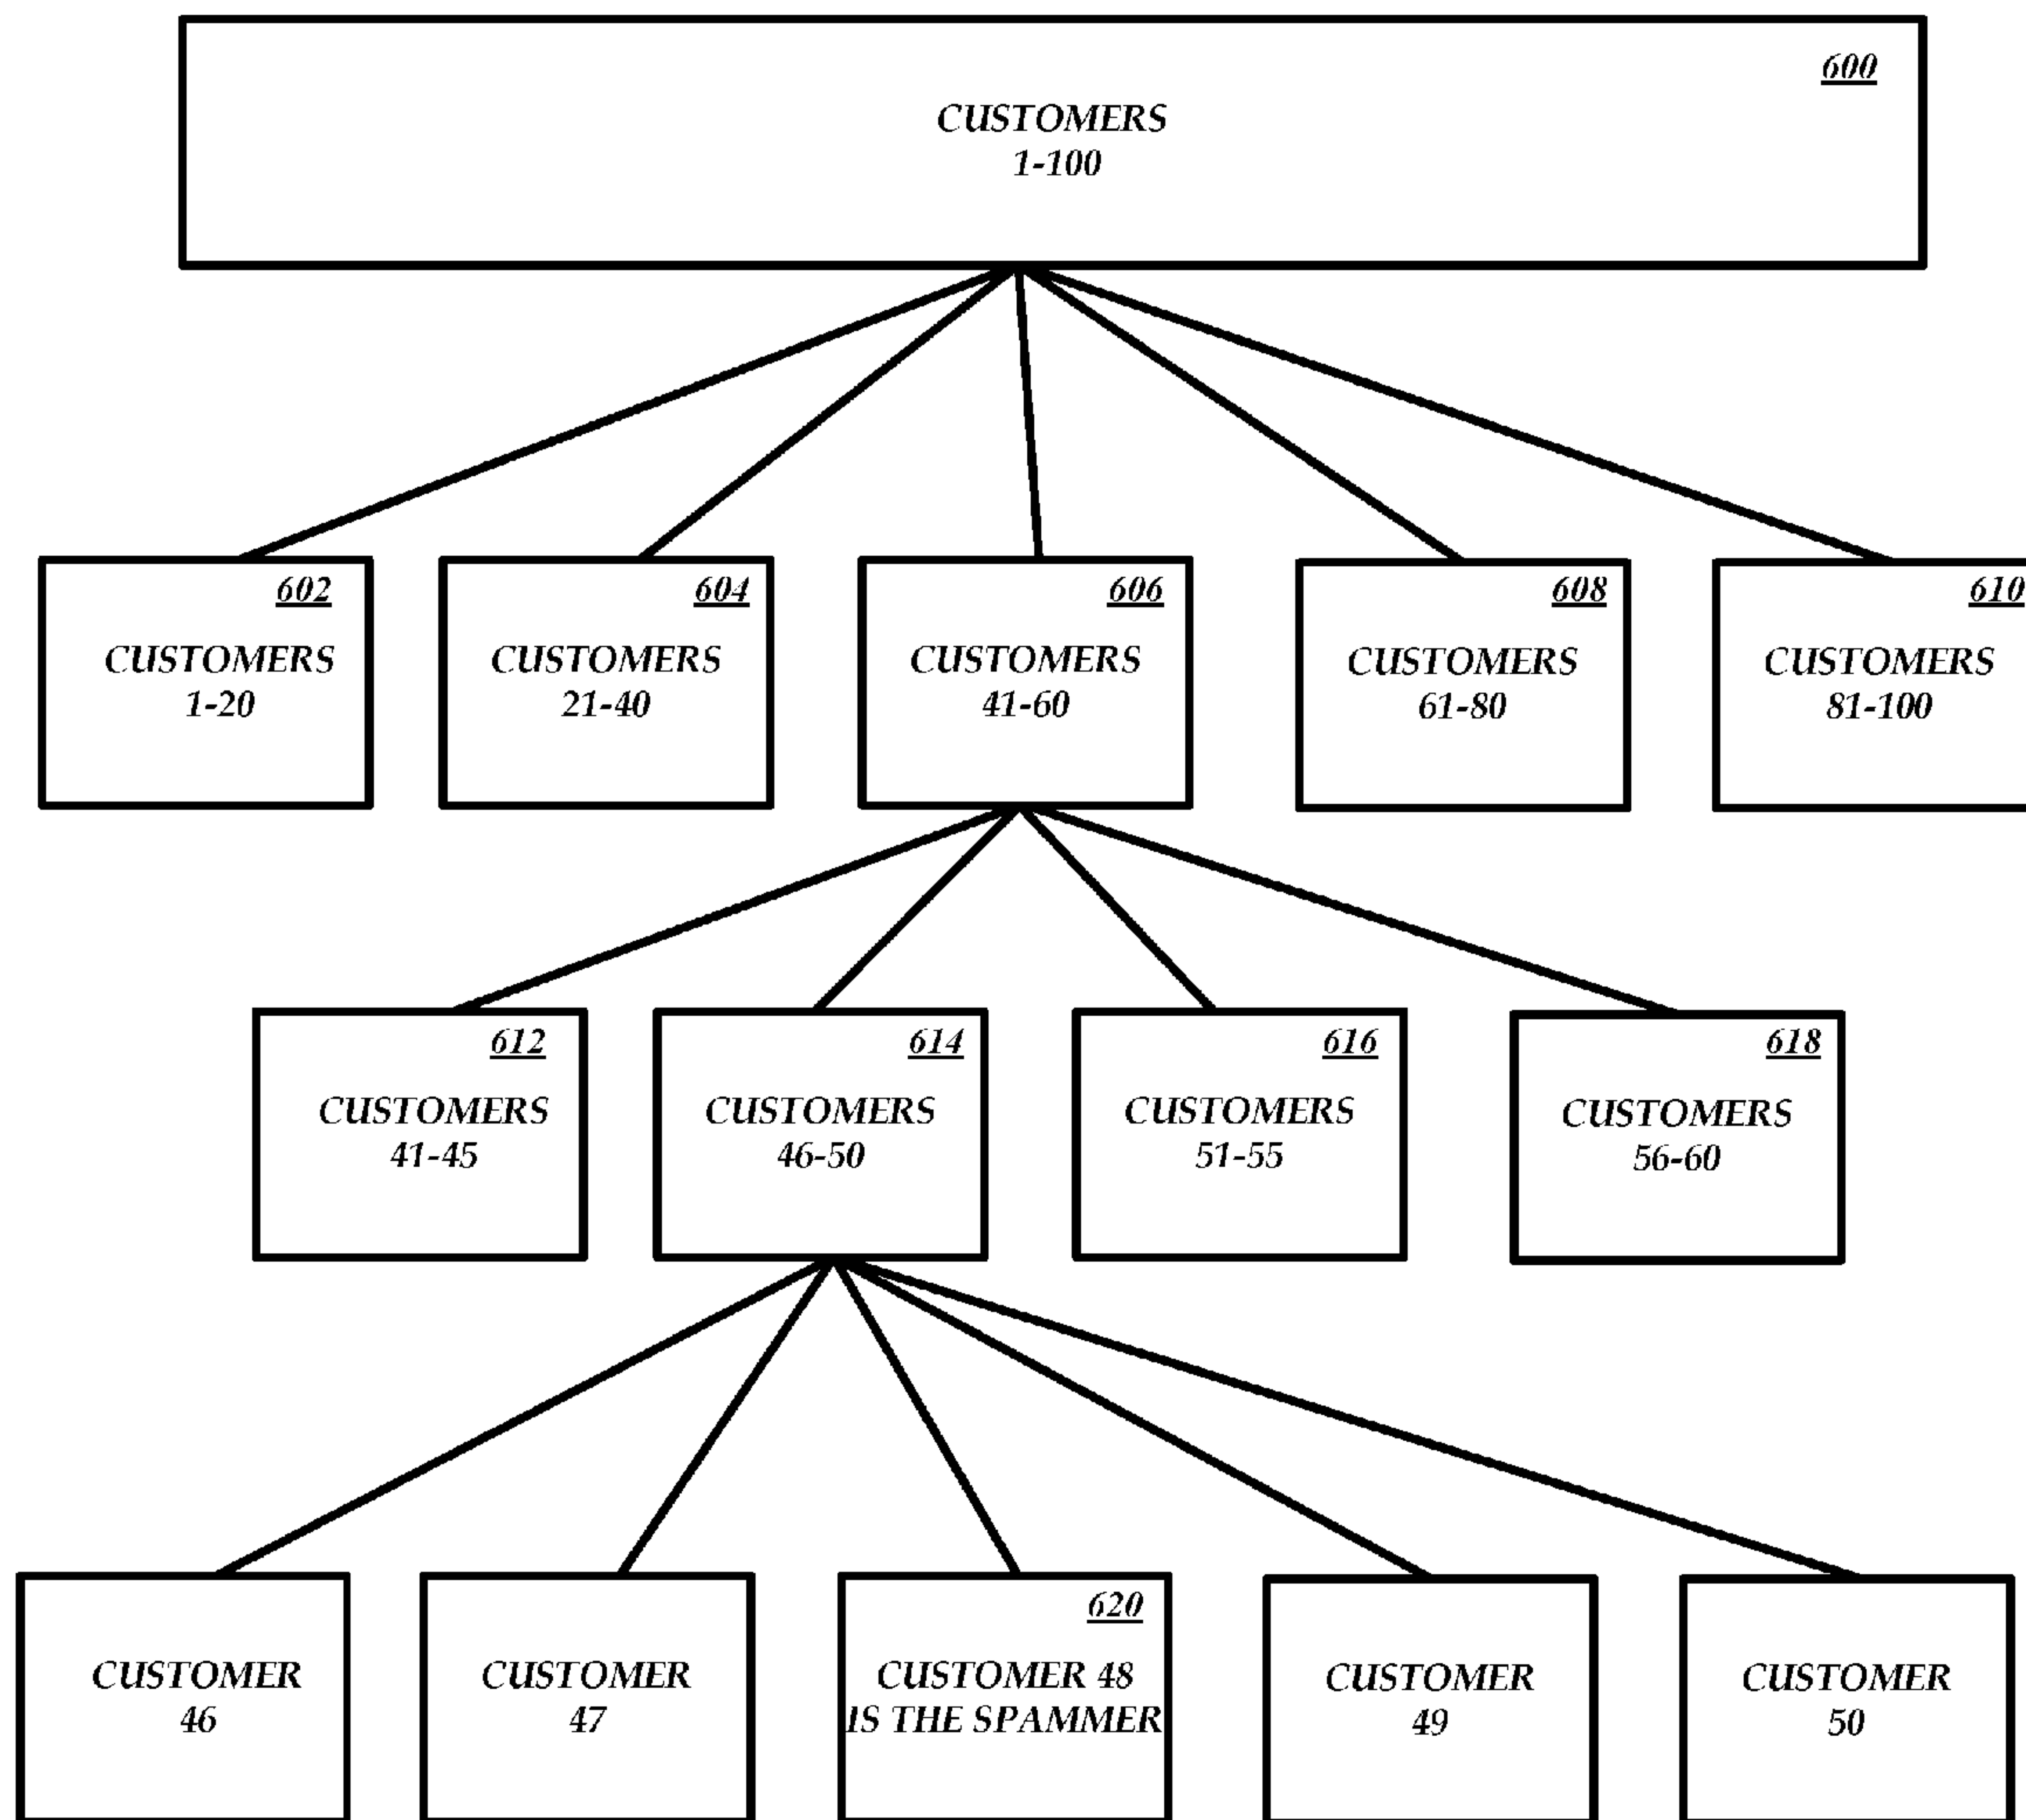 600
CUSTOMERS
1-100
602
CUSTOMERS
1-20
604
CUSTOMERS
21-40
606
CUSTOMERS
41-60
608
CUSTOMERS
61-80
610
CUSTOMERS
81-100
612
CUSTOMERS
41-45
614
CUSTOMERS
46-50
616
CUSTOMERS
51-55
618
CUSTOMERS
56-60
CUSTOMER
46
CUSTOMER
47
620
CUSTOMER 48
IS THE SPAMMER
CUSTOMER
49
CUSTOMER
50